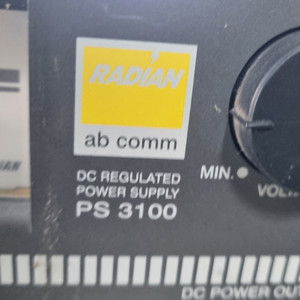 RADIAN
ab comm
DC REGULATED
POWER SUPPLY
PS 3100
MIN.
DC POWER